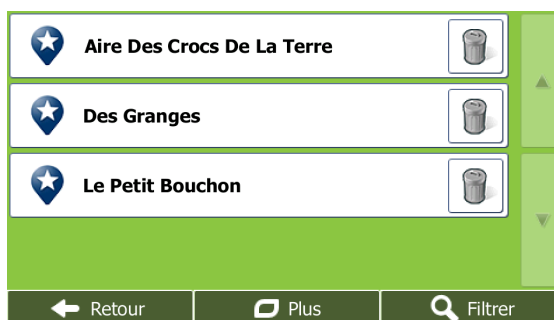 Aire Des Crocs De La Terre
Des Granges
Le Petit Bouchon
Retour Plus Filtrer